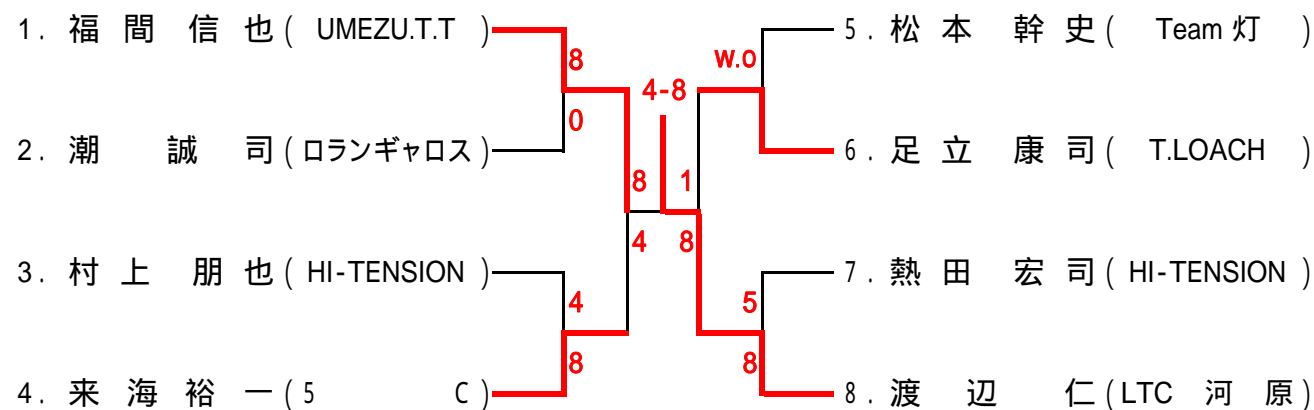 1. 福間 信也 ( UMEZU.T.T ) 5. 松本 幹史 ( Team 灯 )
8 W.O
4-8
0
2. 潮 誠司 ( ロランギャロス ) 6. 足立 康司 ( T.LOACH )
8 1
4 8
3. 村上 朋也 ( HI-TENSION ) 7. 熱田 宏司 ( HI-TENSION )
4 5
8 8
4. 来海裕一 ( 5 C ) 8. 渡辺 仁 ( LTC 河原 )